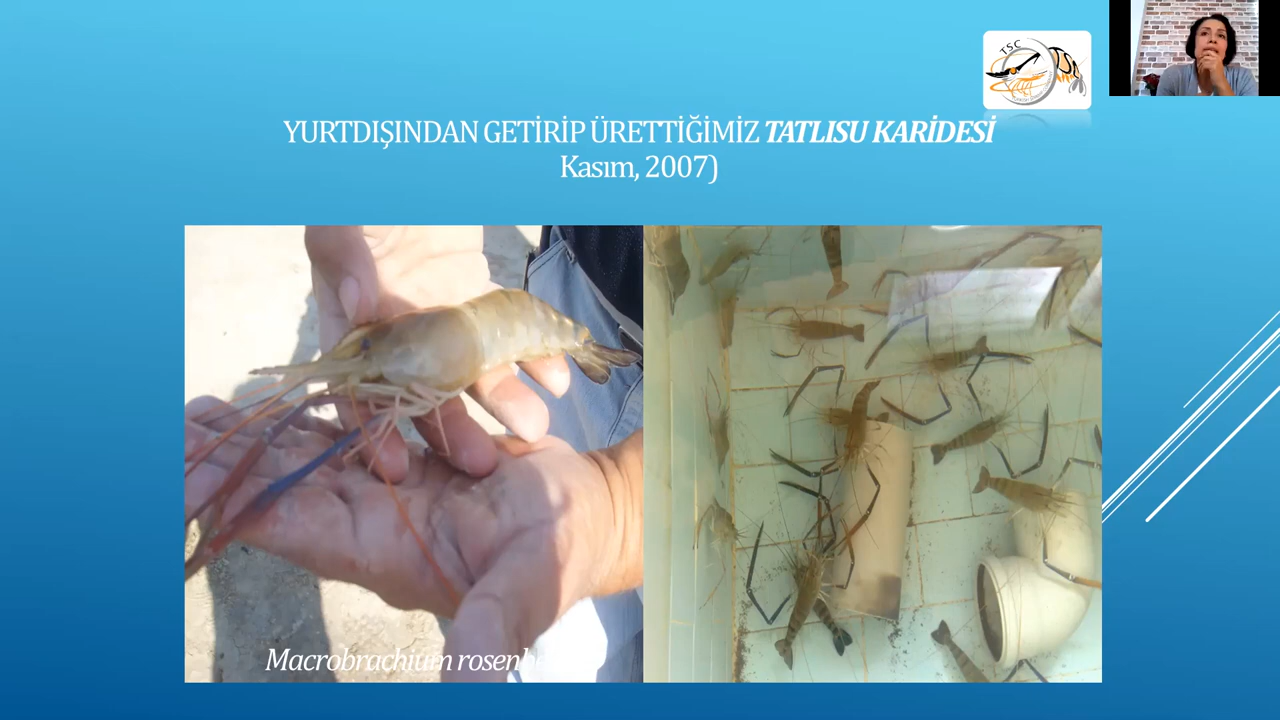 TSC
YURTDIŞINDAN GETİRİP ÜRETTİĞİMİZ TATLISU KARİDESİ
Kasım, 2007)
Macrobrachium